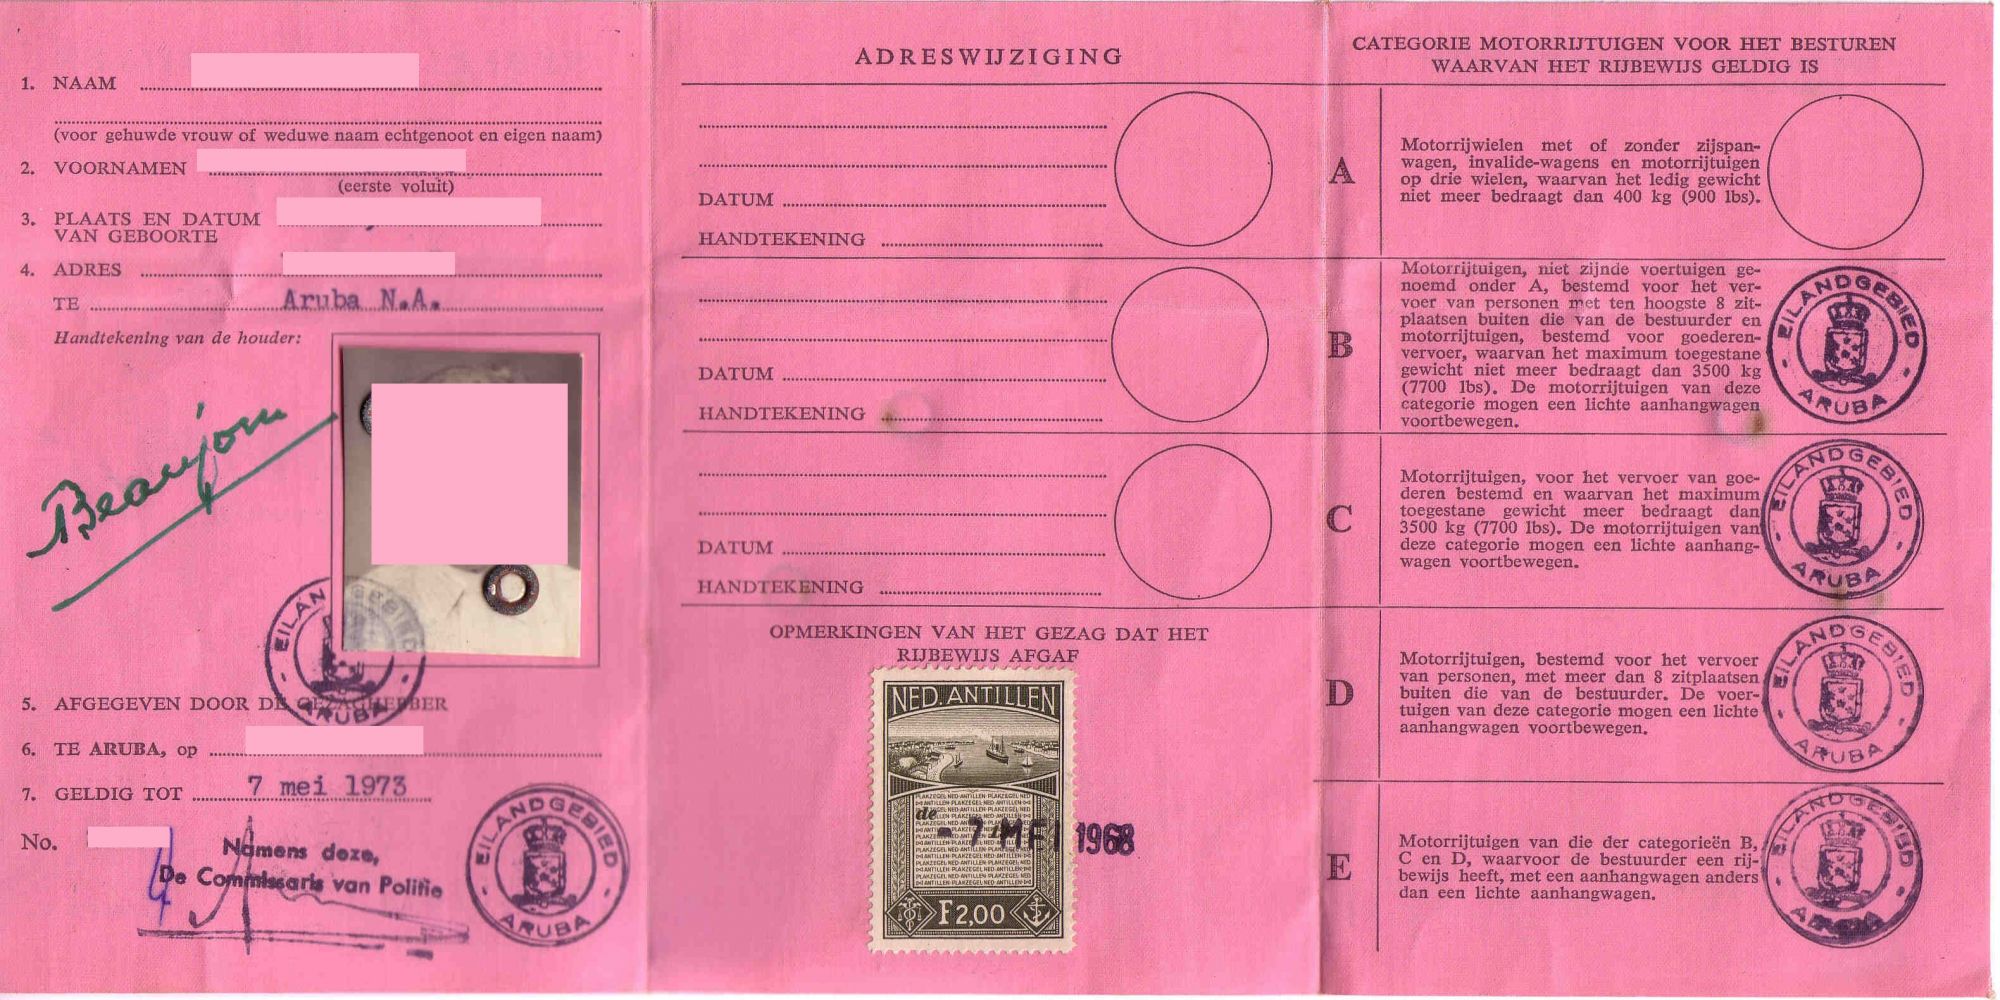 1. NAAM
(voor gehuwde vrouw of weduwe naam echtgenoot en eigen naam)
2. VOORNAMEN
(eerste voluit)
3. PLAATS EN DATUM
VAN GEBOORTE
4. ADRES
TE Aruba N.A.
Handtekening van de houder:
Beaujon
EILANDGEBIED
ARUBA
5. AFGEGEVEN DOOR DE GEZAGHEBBER
6. TE ARUBA, op
7. GELDIG TOT 7 mei 1973
No.
Namens deze,
De Commissaris van Politie
EILANDGEBIED
ARUBA
ADRESWIJZIGING
DATUM
HANDTEKENING
DATUM
HANDTEKENING
DATUM
HANDTEKENING
OPMERKINGEN VAN HET GEZAG DAT HET
RIJBEWIJS AFGAF
NED. ANTILLEN
de - 7 MEI 1968
F 2,00
CATEGORIE MOTORRIJTUIGEN VOOR HET BESTUREN
WAARVAN HET RIJBEWIJS GELDIG IS
A
Motorrijwielen met of zonder zijspan-
wagen, invalide-wagens en motorrijtuigen
op drie wielen, waarvan het ledig gewicht
niet meer bedraagt dan 400 kg (900 lbs).
B
Motorrijtuigen, niet zijnde voertuigen ge-
noemd onder A, bestemd voor het ver-
voer van personen met ten hoogste 8 zit-
plaatsen buiten die van de bestuurder en
motorrijtuigen, bestemd voor goederen-
vervoer, waarvan het maximum toegestane
gewicht niet meer bedraagt dan 3500 kg
(7700 lbs). De motorrijtuigen van deze
categorie mogen een lichte aanhangwagen
voortbewegen.
EILANDGEBIED
ARUBA
C
Motorrijtuigen, voor het vervoer van goe-
deren bestemd en waarvan het maximum
toegestane gewicht meer bedraagt dan
3500 kg (7700 lbs). De motorrijtuigen van
deze categorie mogen een lichte aanhang-
wagen voortbewegen.
EILANDGEBIED
ARUBA
D
Motorrijtuigen, bestemd voor het vervoer
van personen, met meer dan 8 zitplaatsen
buiten die van de bestuurder. De voer-
tuigen van deze categorie mogen een lichte
aanhangwagen voortbewegen.
EILANDGEBIED
ARUBA
E
Motorrijtuigen van die der categorieën B,
C en D, waarvoor de bestuurder een rij-
bewijs heeft, met een aanhangwagen anders
dan een lichte aanhangwagen.
EILANDGEBIED
ARUBA